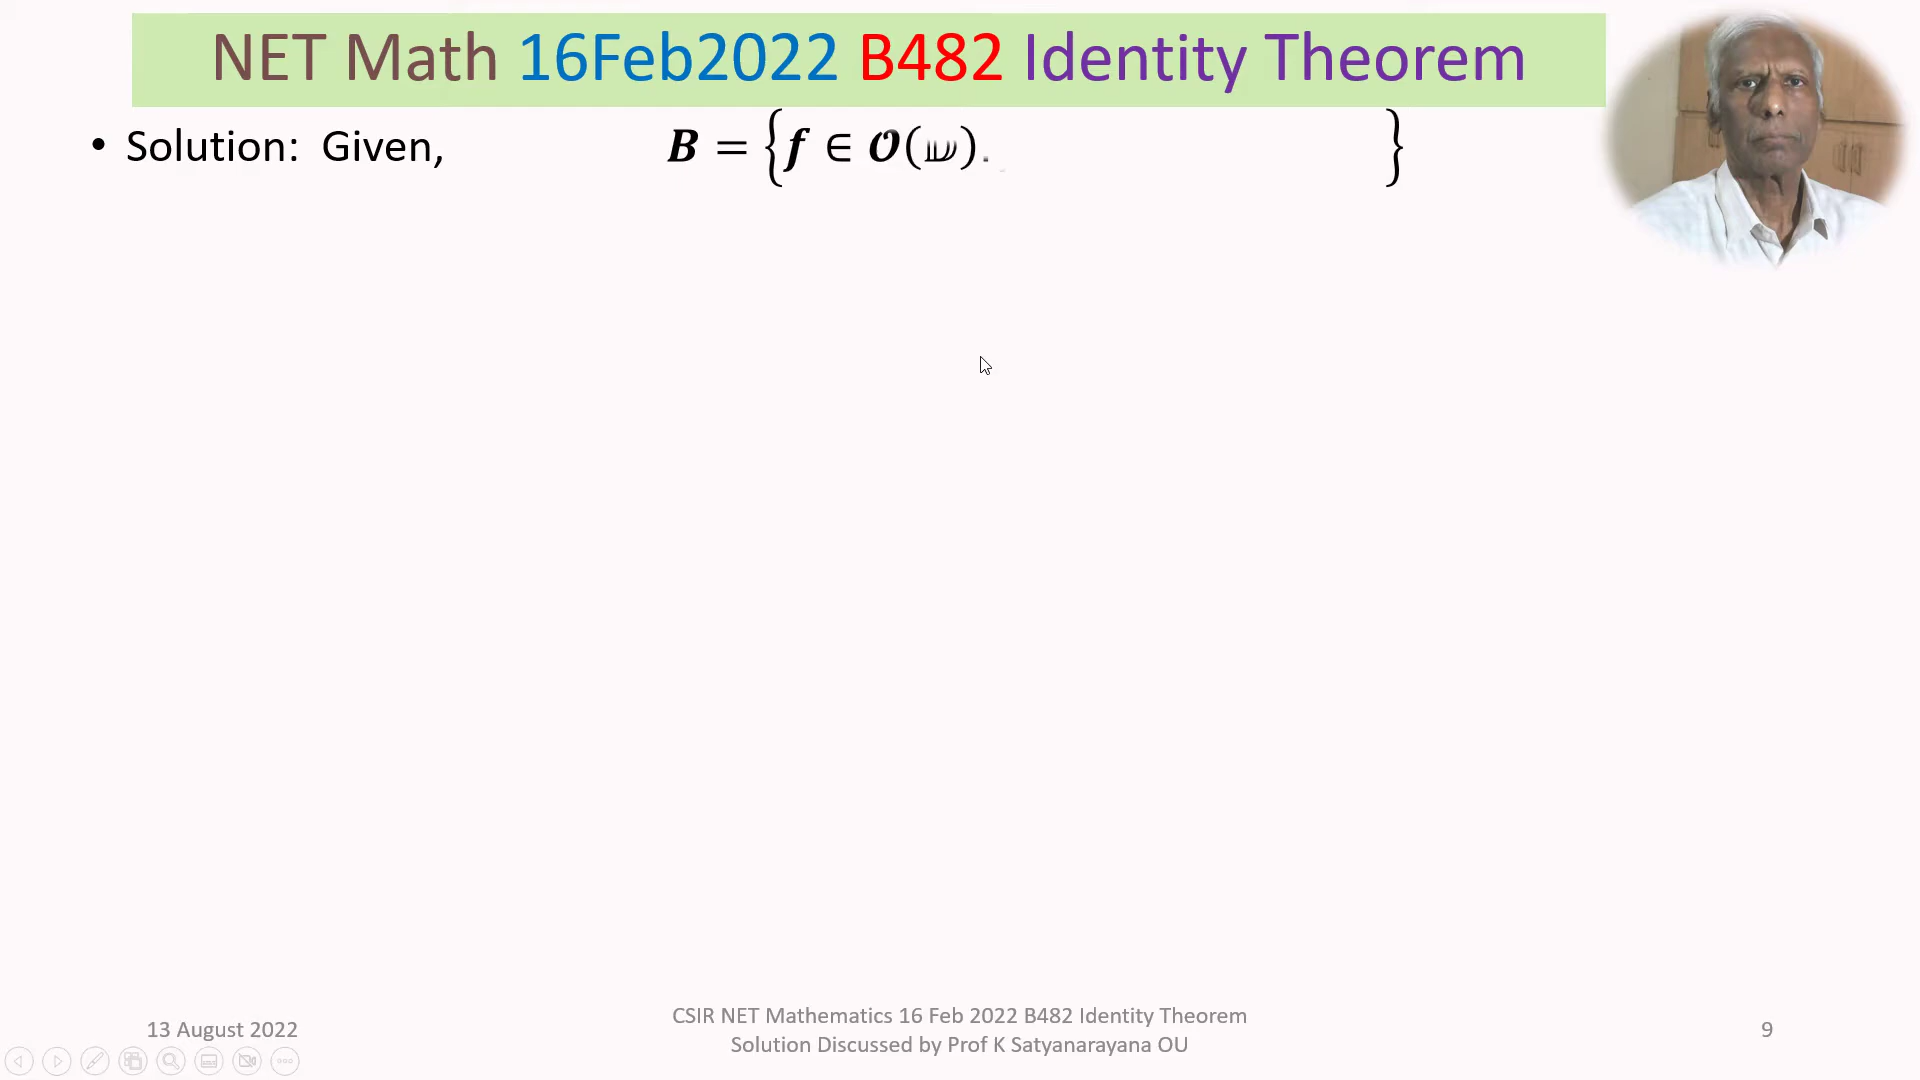 NET Math 16Feb2022 B482 Identity Theorem
• Solution: Given, B = {f ∈ 𝒪(𝔻) }
13 August 2022
CSIR NET Mathematics 16 Feb 2022 B482 Identity Theorem
Solution Discussed by Prof K Satyanarayana OU
9